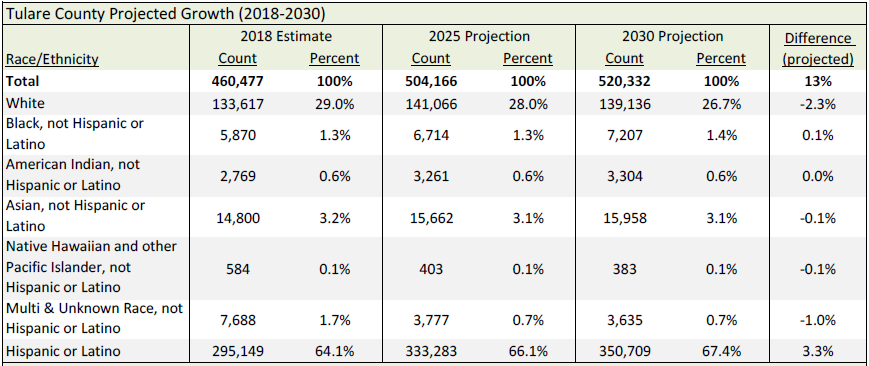 Tulare County Projected Growth (2018-2030)
2018 Estimate 2025 Projection 2030 Projection Difference
Race/Ethnicity Count Percent Count Percent Count Percent (projected)
Total 460,477 100% 504,166 100% 520,332 100% 13%
White 133,617 29.0% 141,066 28.0% 139,136 26.7% -2.3%
Black, not Hispanic or
Latino 5,870 1.3% 6,714 1.3% 7,207 1.4% 0.1%
American Indian, not
Hispanic or Latino 2,769 0.6% 3,261 0.6% 3,304 0.6% 0.0%
Asian, not Hispanic or
Latino 14,800 3.2% 15,662 3.1% 15,958 3.1% -0.1%
Native Hawaiian and other
Pacific Islander, not 584 0.1% 403 0.1% 383 0.1% -0.1%
Hispanic or Latino
Multi & Unknown Race, not
Hispanic or Latino 7,688 1.7% 3,777 0.7% 3,635 0.7% -1.0%
Hispanic or Latino 295,149 64.1% 333,283 66.1% 350,709 67.4% 3.3%